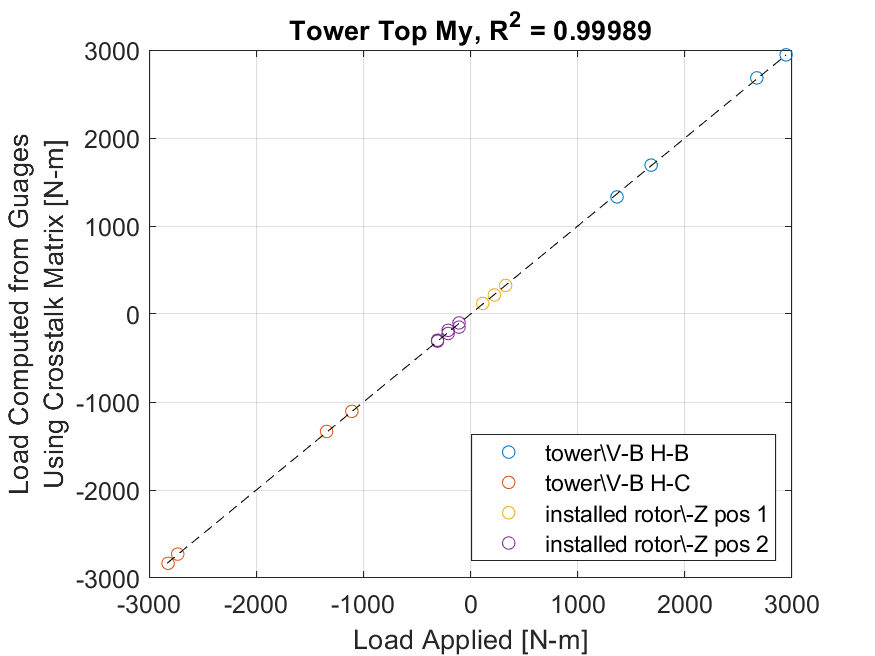 Tower Top My, R² = 0.99989
Load Computed from Guages
Using Crosstalk Matrix [N-m]
3000
2000
1000
0
-1000
-2000
-3000
tower\V-B H-B
tower\V-B H-C
installed rotor\-Z pos 1
installed rotor\-Z pos 2
-3000 -2000 -1000 0 1000 2000 3000
Load Applied [N-m]